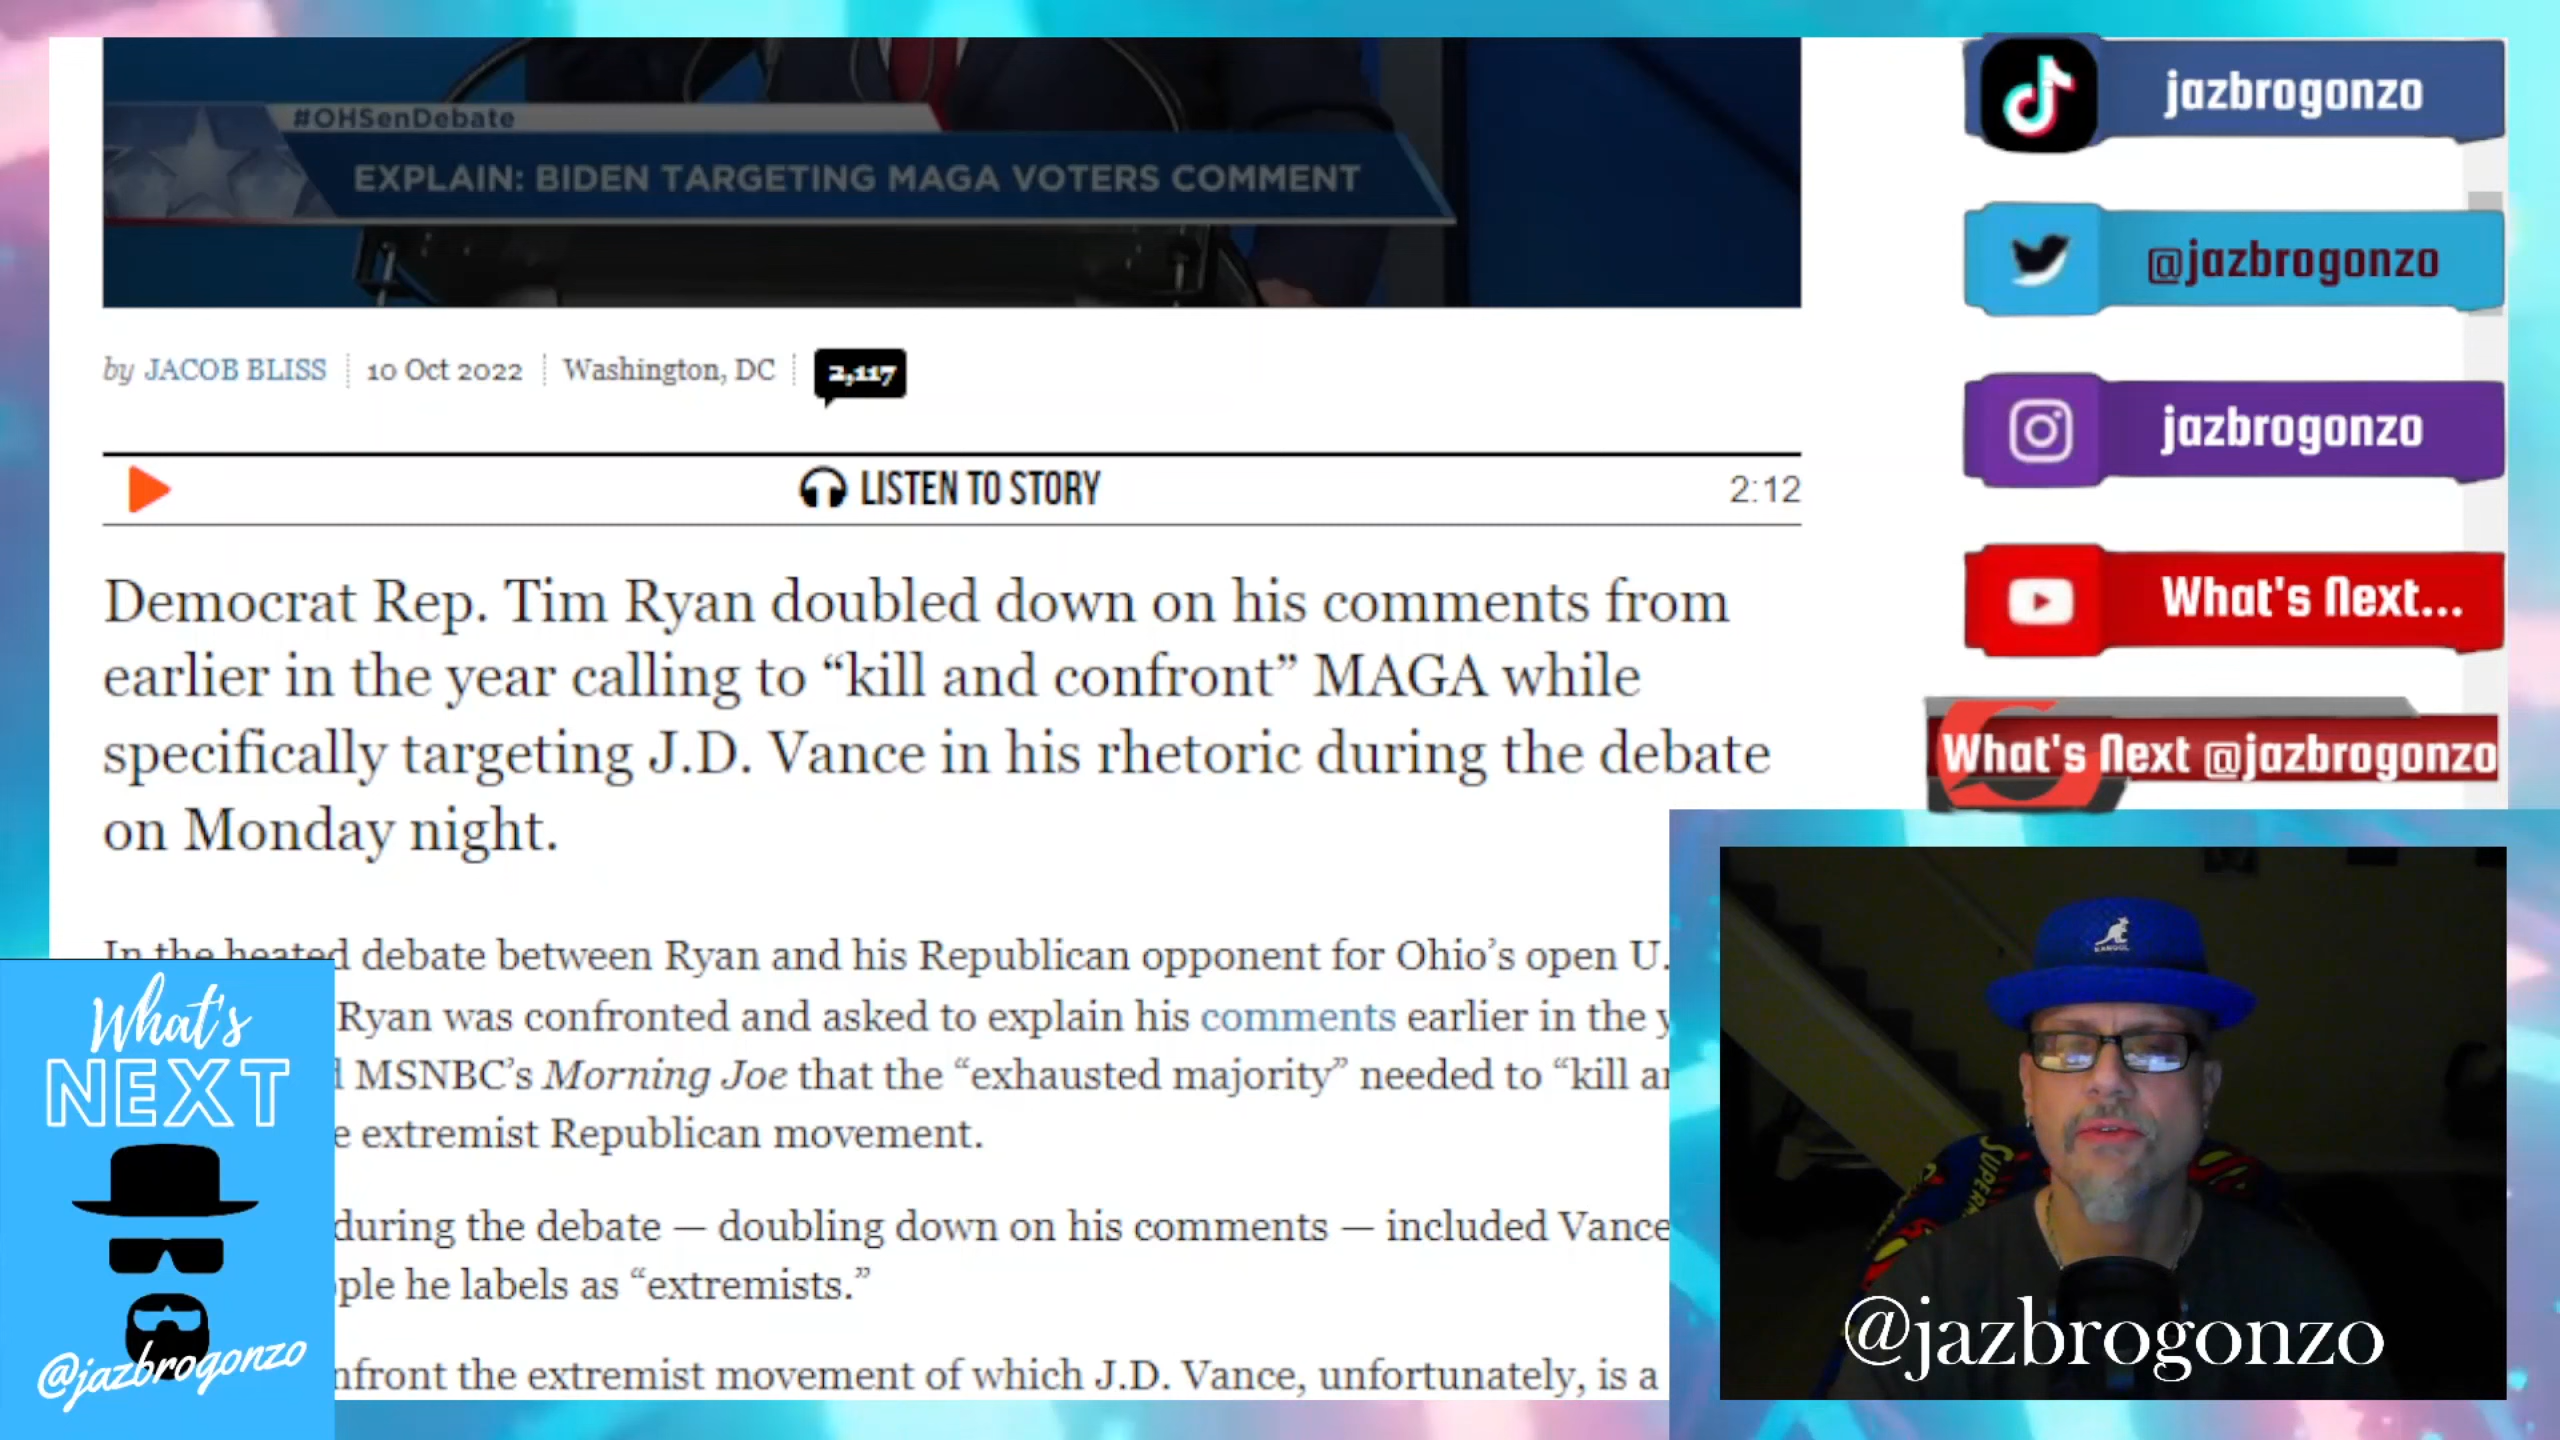 #OHSenDebate
EXPLAIN: BIDEN TARGETING MAGA VOTERS COMMENT
by JACOB BLISS 10 Oct 2022 Washington, DC 2,117
LISTEN TO STORY 2:12
Democrat Rep. Tim Ryan doubled down on his comments from
earlier in the year calling to “kill and confront” MAGA while
specifically targeting J.D. Vance in his rhetoric during the debate
on Monday night.
In the heated debate between Ryan and his Republican opponent for Ohio’s open U.
Ryan was confronted and asked to explain his comments earlier in the
MSNBC’s Morning Joe that the “exhausted majority” needed to “kill
extremist Republican movement.
during the debate — doubling down on his comments — included Vance
he labels as “extremists.”
the extremist movement of which J.D. Vance, unfortunately, is a
jazbrogonzo
@jazbrogonzo
jazbrogonzo
What's Next...
What's Next @jazbrogonzo
What's
NEXT
@jazbrogonzo
KANGOL
SUPERM
@jazbrogonzo